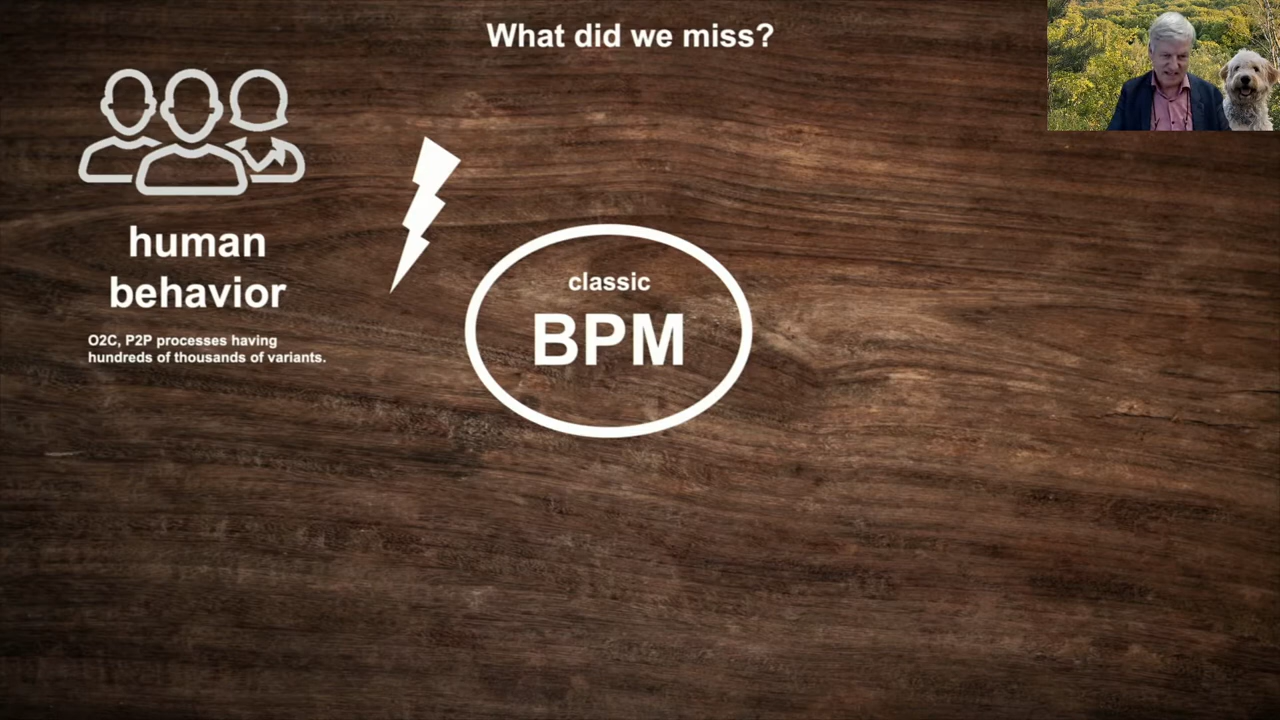 What did we miss?
human
behavior
O2C, P2P processes having
hundreds of thousands of variants.
classic
BPM